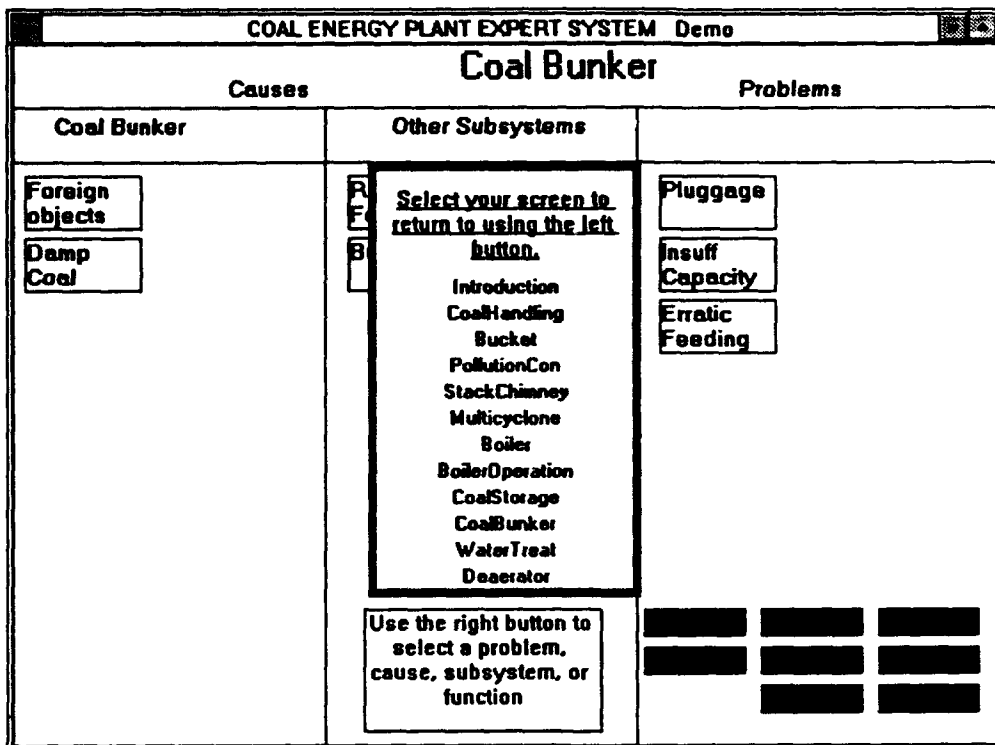 COAL ENERGY PLANT EXPERT SYSTEM Demo
Coal Bunker
Causes
Problems
Coal Bunker
Other Subsystems
Foreign
objects
Damp
Coal
Select your screen to
return to using the left
button.
Introduction
CoalHandling
Bucket
PollutionCon
StackChimney
Multicyclone
Boiler
BoilerOperation
CoalStorage
CoalBunker
WaterTreat
Deaerator
Pluggage
Insuff
Capacity
Erratic
Feeding
Use the right button to
select a problem,
cause, subsystem, or
function